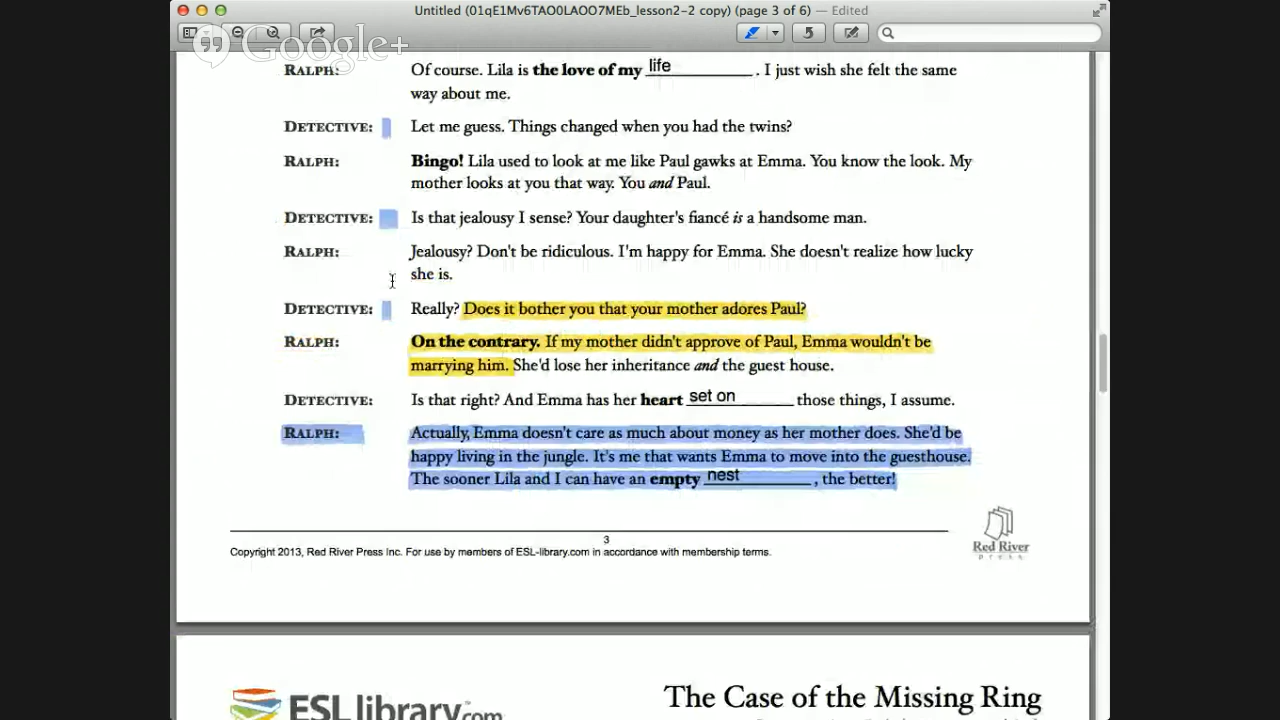 Untitled (01qE1Mv6TAO0LAOO7MEb_lesson2-2 copy) (page 3 of 6) — Edited
Google+
RALPH: Of course. Lila is the love of my life. I just wish she felt the same
way about me.
DETECTIVE: Let me guess. Things changed when you had the twins?
RALPH: Bingo! Lila used to look at me like Paul gawks at Emma. You know the look. My
mother looks at you that way. You and Paul.
DETECTIVE: Is that jealousy I sense? Your daughter's fiancé is a handsome man.
RALPH: Jealousy? Don't be ridiculous. I'm happy for Emma. She doesn't realize how lucky
she is.
DETECTIVE: Really? Does it bother you that your mother adores Paul?
RALPH: On the contrary. If my mother didn't approve of Paul, Emma wouldn't be
marrying him. She'd lose her inheritance and the guest house.
DETECTIVE: Is that right? And Emma has her heart set on those things, I assume.
RALPH: Actually, Emma doesn't care as much about money as her mother does. She'd be
happy living in the jungle. It's me that wants Emma to move into the guesthouse.
The sooner Lila and I can have an empty nest, the better!
3
Copyright 2013, Red River Press Inc. For use by members of ESL-library.com in accordance with membership terms.
Red River
press
ESL library.com
The Case of the Missing Ring